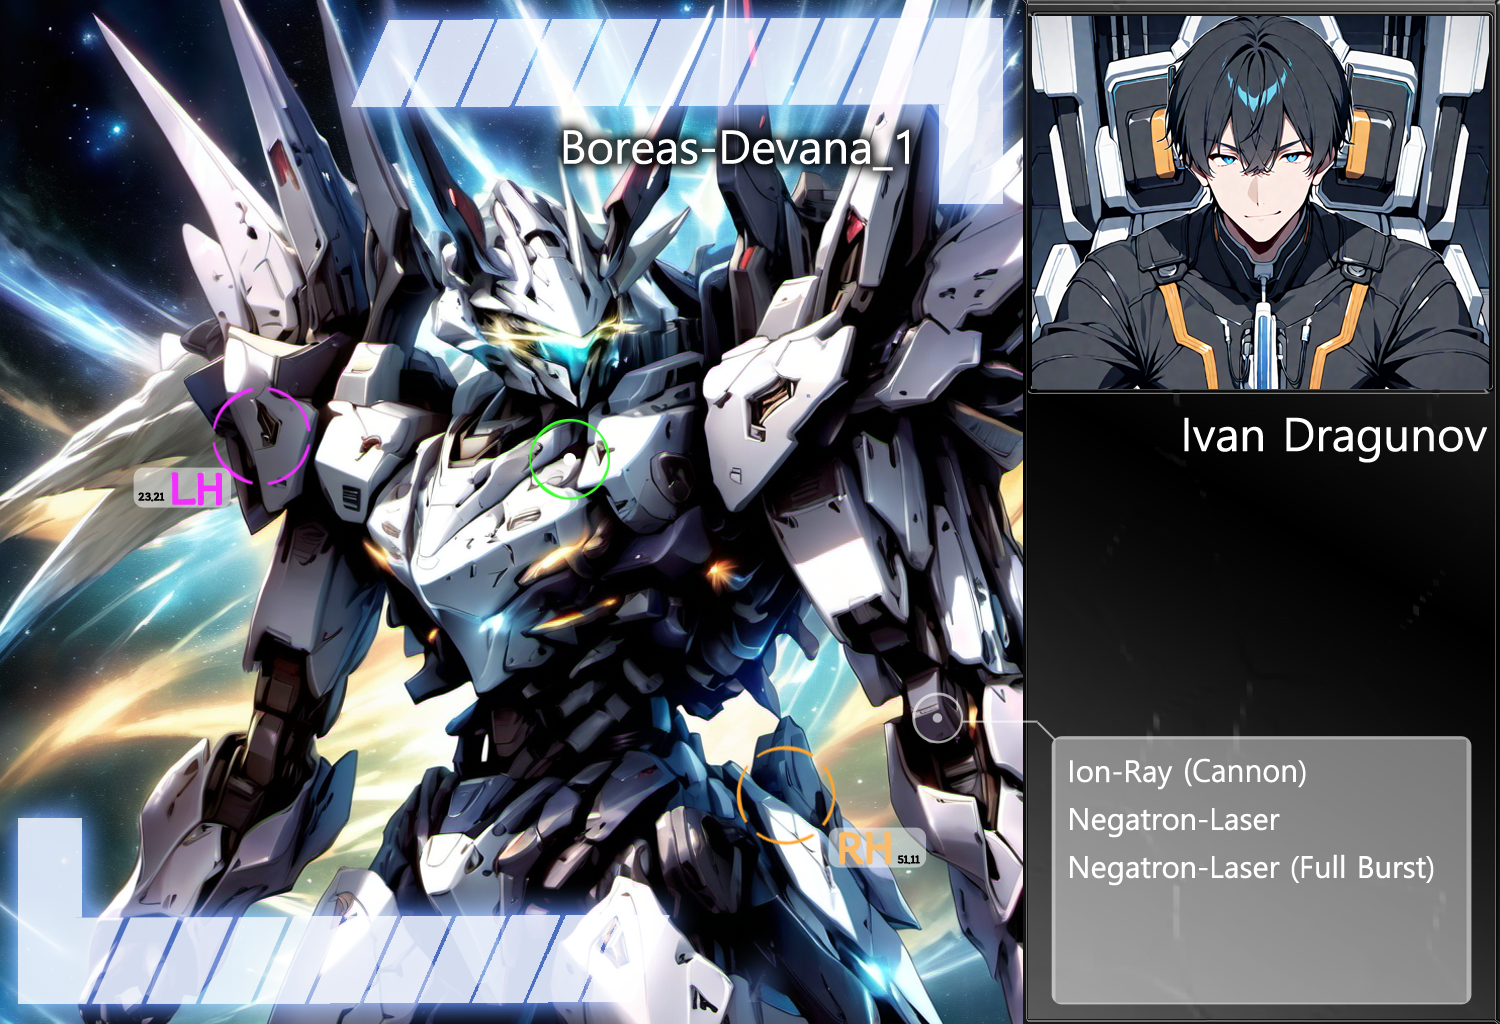 Boreas-Devana_1
Ivan Dragunov
23,21 LH
Ion-Ray (Cannon)
Negatron-Laser
Negatron-Laser (Full Burst)
RH 51,11